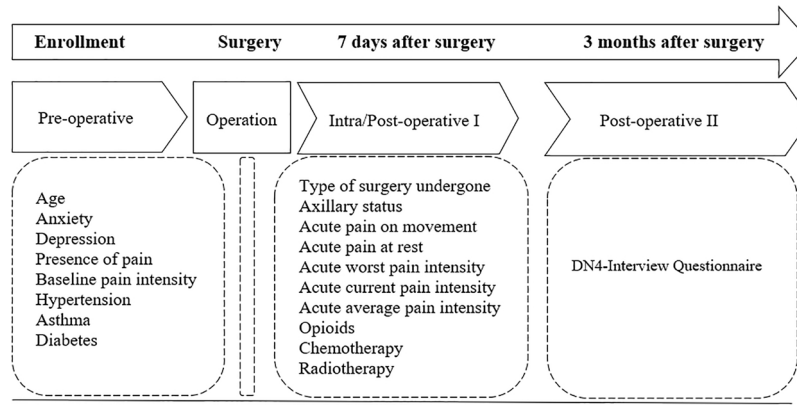 Enrollment
Surgery
7 days after surgery
3 months after surgery
Pre-operative
Operation
Intra/Post-operative I
Post-operative II
Age
Anxiety
Depression
Presence of pain
Baseline pain intensity
Hypertension
Asthma
Diabetes
Type of surgery undergone
Axillary status
Acute pain on movement
Acute pain at rest
Acute worst pain intensity
Acute current pain intensity
Acute average pain intensity
Opioids
Chemotherapy
Radiotherapy
DN4-Interview Questionnaire